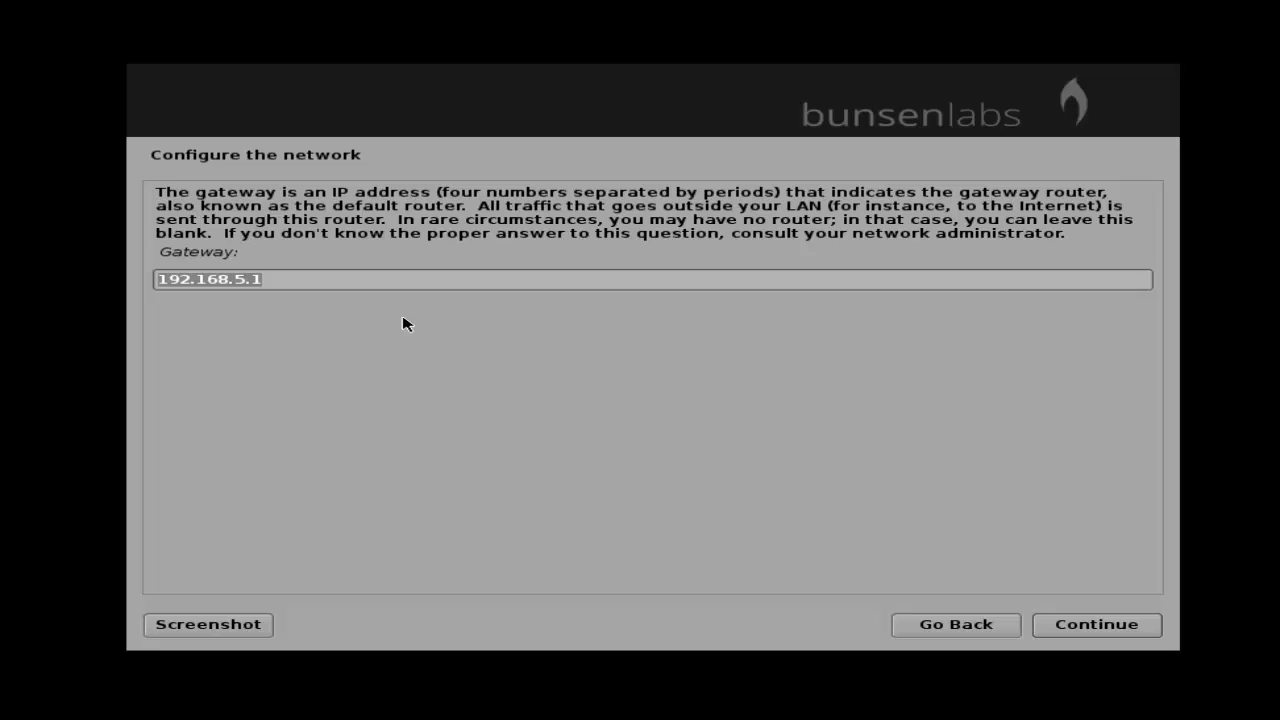 bunsenlabs
Configure the network
The gateway is an IP address (four numbers separated by periods) that indicates the gateway router,
also known as the default router.  All traffic that goes outside your LAN (for instance, to the Internet) is
sent through this router.  In rare circumstances, you may have no router; in that case, you can leave this
blank.  If you don't know the proper answer to this question, consult your network administrator.
Gateway:
192.168.5.1
Screenshot
Go Back
Continue